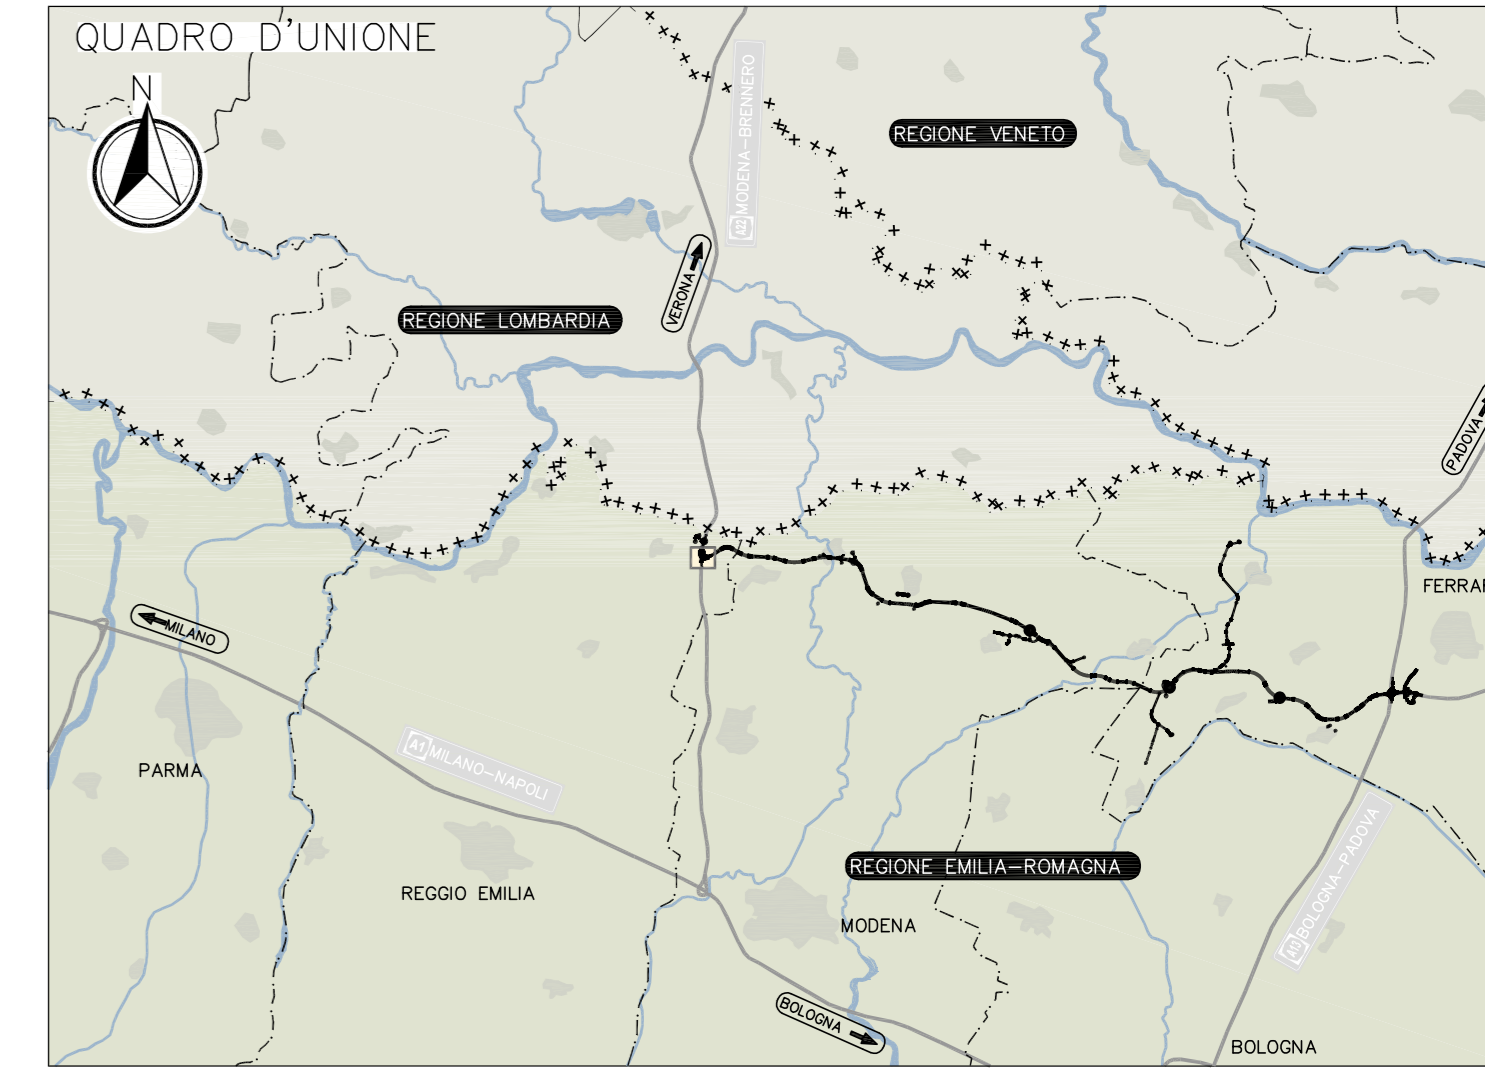 QUADRO D'UNIONE
N
A22 MODENA-BRENNERO
REGIONE VENETO
VERONA
REGIONE LOMBARDIA
PADOVA
FERRAR
MILANO
PARMA
A1 MILANO-NAPOLI
REGGIO EMILIA
REGIONE EMILIA-ROMAGNA
MODENA
A13 BOLOGNA-PADOVA
BOLOGNA
BOLOGNA